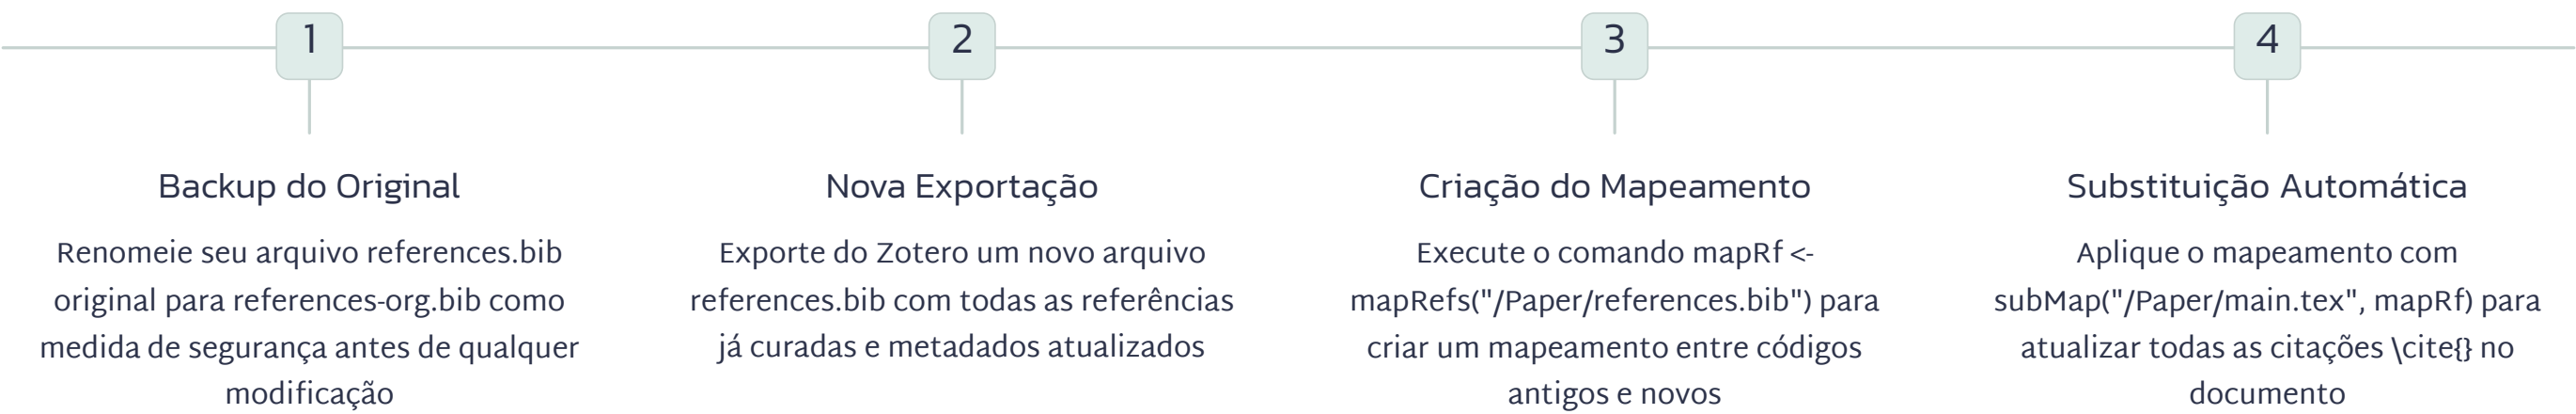 1
Backup do Original
Renomeie seu arquivo references.bib
original para references-org.bib como
medida de segurança antes de qualquer
modificação
2
Nova Exportação
Exporte do Zotero um novo arquivo
references.bib com todas as referências
já curadas e metadados atualizados
3
Criação do Mapeamento
Execute o comando mapRf <-
mapRefs("/Paper/references.bib") para
criar um mapeamento entre códigos
antigos e novos
4
Substituição Automática
Aplique o mapeamento com
subMap("/Paper/main.tex", mapRf) para
atualizar todas as citações \cite{} no
documento